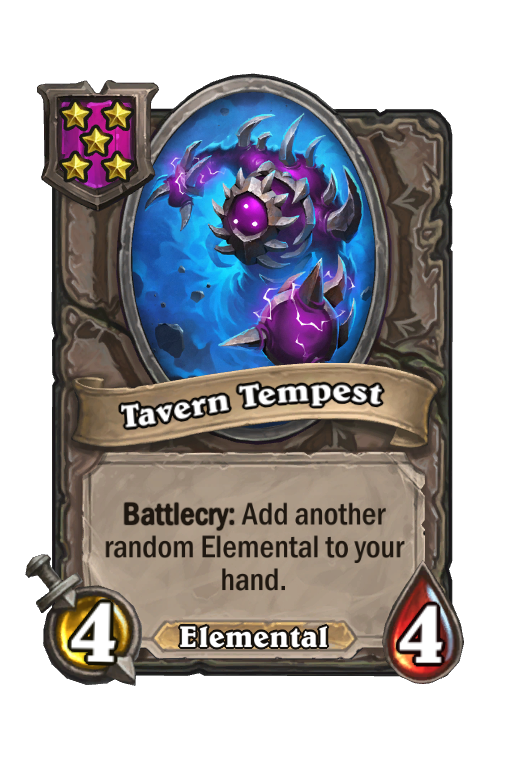 Tavern Tempest
Battlecry: Add another
random Elemental to your
hand.
4
Elemental
4